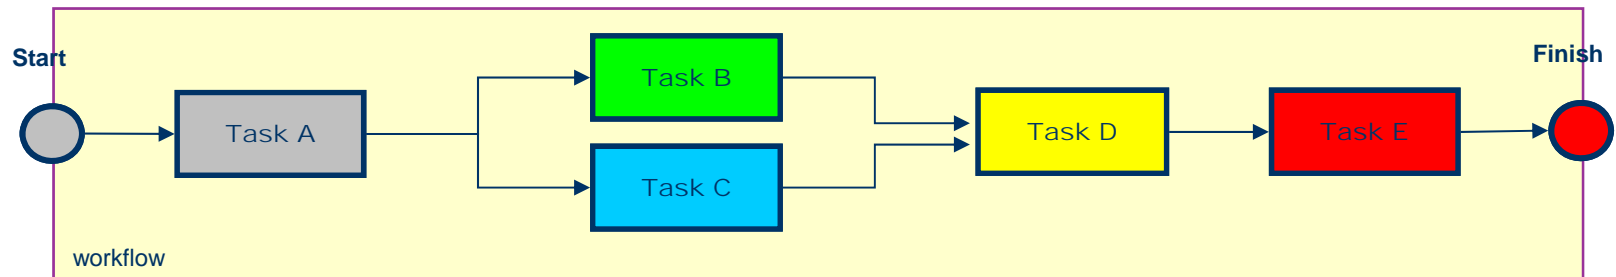 Start
Finish
Task A
Task B
Task C
Task D
Task E
workflow